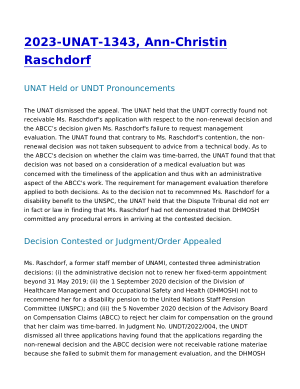 2023-UNAT-1343, Ann-Christin
Raschdorf
UNAT Held or UNDT Pronouncements
The UNAT dismissed the appeal. The UNAT held that the UNDT correctly found not
receivable Ms. Raschdorf's application with respect to the non-renewal decision and
the ABCC's decision given Ms. Raschdorf's failure to request management
evaluation. The UNAT found that contrary to Ms. Raschdorf's contention, the non-
renewal decision was not taken subsequent to advice from a technical body. As to
the ABCC's decision on whether the claim was time-barred, the UNAT found that that
decision was not based on a consideration of a medical evaluation but was
concerned with the timeliness of the application and thus with an administrative
aspect of the ABCC's work. The requirement for management evaluation therefore
applied to both decisions. As to the decision not to recommend Ms. Raschdorf for a
disability benefit to the UNSPC, the UNAT held that the Dispute Tribunal did not err
in fact or law in finding that Ms. Raschdorf had not demonstrated that DHMOSH
committed any procedural errors in arriving at the contested decision.
Decision Contested or Judgment/Order Appealed
Ms. Raschdorf, a former staff member of UNAMI, contested three administration
decisions: (i) the administrative decision not to renew her fixed-term appointment
beyond 31 May 2019; (ii) the 1 September 2020 decision of the Division of
Healthcare Management and Occupational Safety and Health (DHMOSH) not to
recommend her for a disability pension to the United Nations Staff Pension
Committee (UNSPC); and (iii) the 5 November 2020 decision of the Advisory Board
on Compensation Claims (ABCC) to reject her claim for compensation on the ground
that her claim was time-barred. In Judgment No. UNDT/2022/004, the UNDT
dismissed all three applications having found that the applications regarding the
non-renewal decision and the ABCC decision were not receivable ratione materiae
because she failed to submit them for management evaluation, and the DHMOSH